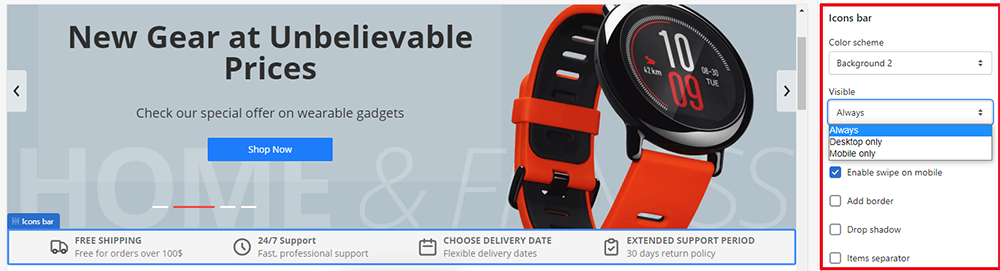 New Gear at Unbelievable
Prices
Check our special offer on wearable gadgets
Shop Now
HOME & FITNESS
10
09
42 km
08-30
TUE
Icons bar
FREE SHIPPING
Free for orders over 100$
24/7 Support
Fast, professional support
CHOOSE DELIVERY DATE
Flexible delivery dates
EXTENDED SUPPORT PERIOD
30 days return policy
Icons bar
Color scheme
Background 2
Visible
Always
Always
Desktop only
Mobile only
Enable swipe on mobile
Add border
Drop shadow
Items separator